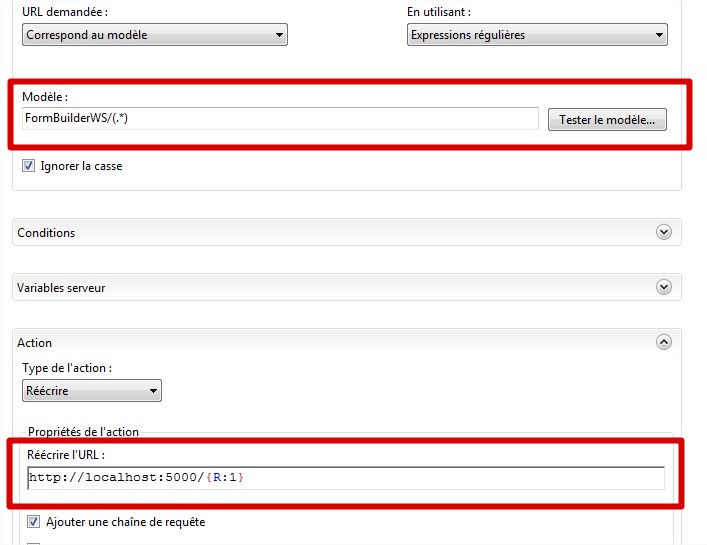 URL demandée :
En utilisant :
Correspond au modèle
Expressions régulières
Modèle :
FormBuilderWS/(.*)
Tester le modèle...
Ignorer la casse
Conditions
Variables serveur
Action
Type de l'action :
Réécrire
Propriétés de l'action
Réécrire l'URL :
http://localhost:5000/{R:1}
Ajouter une chaîne de requête